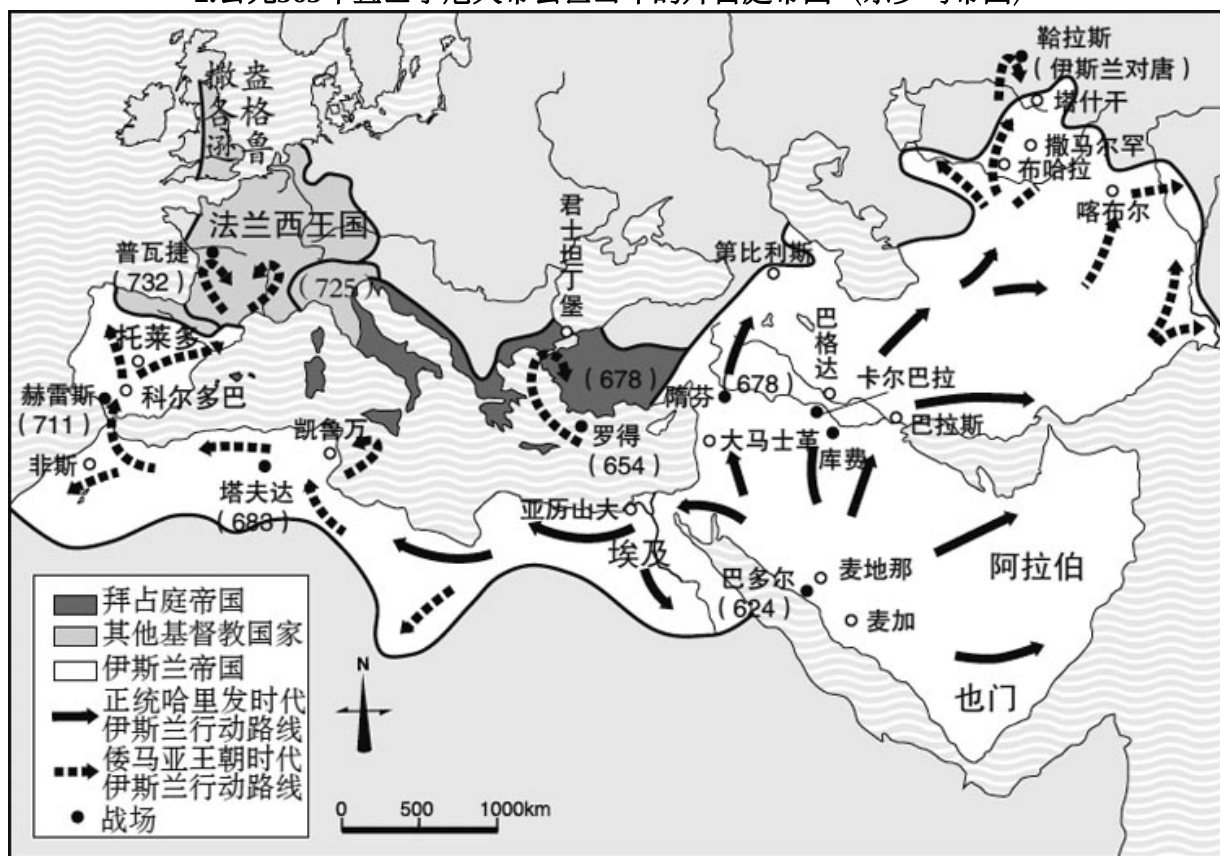 撒盎
各格
逊鲁
法兰西王国
普瓦捷
(732)
(725)
君士坦丁堡
第比利斯
鞈拉斯
(伊斯兰对唐)
塔什干
撒马尔罕
布哈拉
喀布尔
托莱多
科尔多巴
赫雷斯
(711)
非斯
凯鲁万
塔夫达
(683)
(678)
罗得
(654)
隋芬
(678)
巴格达
卡尔巴拉
巴拉斯
大马士革
库费
亚历山夫
埃及
巴多尔
(624)
麦地那
麦加
阿拉伯
也门
拜占庭帝国
其他基督教国家
伊斯兰帝国
正统哈里发时代
伊斯兰行动路线
倭马亚王朝时代
伊斯兰行动路线
战场
N
0 500 1000km